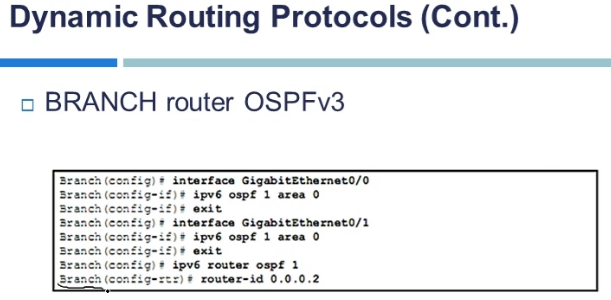 Dynamic Routing Protocols (Cont.)
BRANCH router OSPFv3
Branch(config)# interface GigabitEthernet0/0
Branch(config-if)# ipv6 ospf 1 area 0
Branch(config-if)# exit
Branch(config)# interface GigabitEthernet0/1
Branch(config-if)# ipv6 ospf 1 area 0
Branch(config-if)# exit
Branch(config)# ipv6 router ospf 1
Branch(config-rtr)# router-id 0.0.0.2